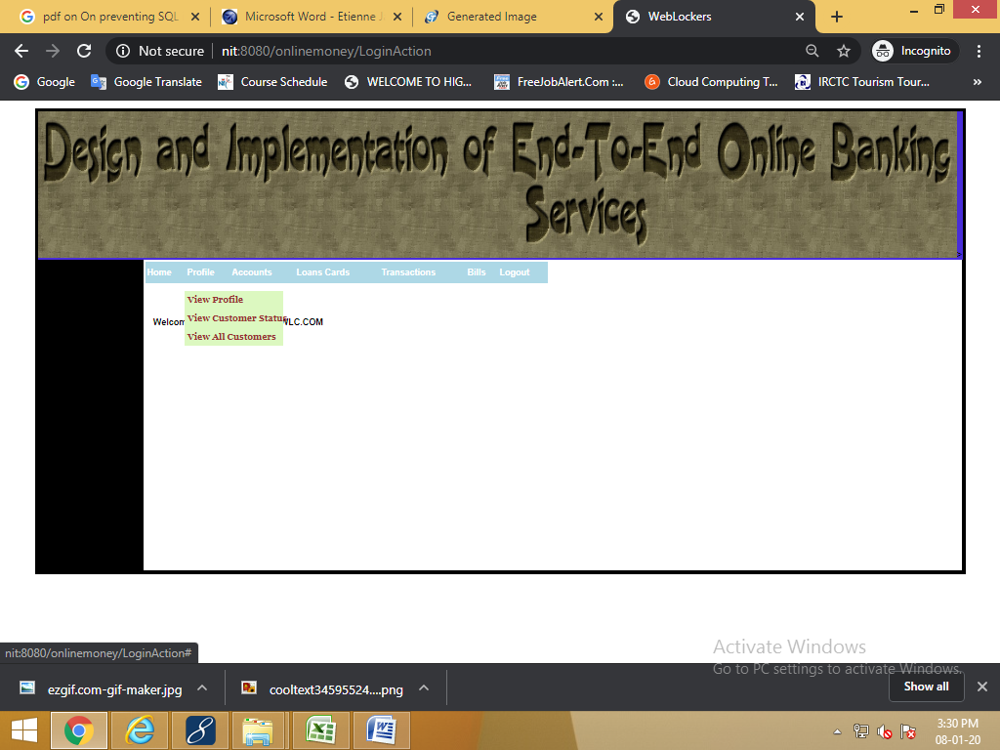 pdf on On preventing SQL
Microsoft Word - Etienne J
Generated Image
WebLockers
Not secure
nit:8080/onlinemoney/LoginAction
Incognito
Google
Google Translate
Course Schedule
WELCOME TO HIG...
FreeJobAlert.Com :...
Cloud Computing T...
IRCTC Tourism Tour...
»
Design and Implementation of End-To-End Online Banking
Services
>
Home Profile Accounts Loans Cards Transactions Bills Logout
View Profile
View Customer Status
Welcom WLC.COM
View All Customers
nit:8080/onlinemoney/LoginAction#
Activate Windows
Go to PC settings to activate Windows.
ezgif.com-gif-maker.jpg
cooltext34595524....png
Show all
3:30 PM
08-01-20